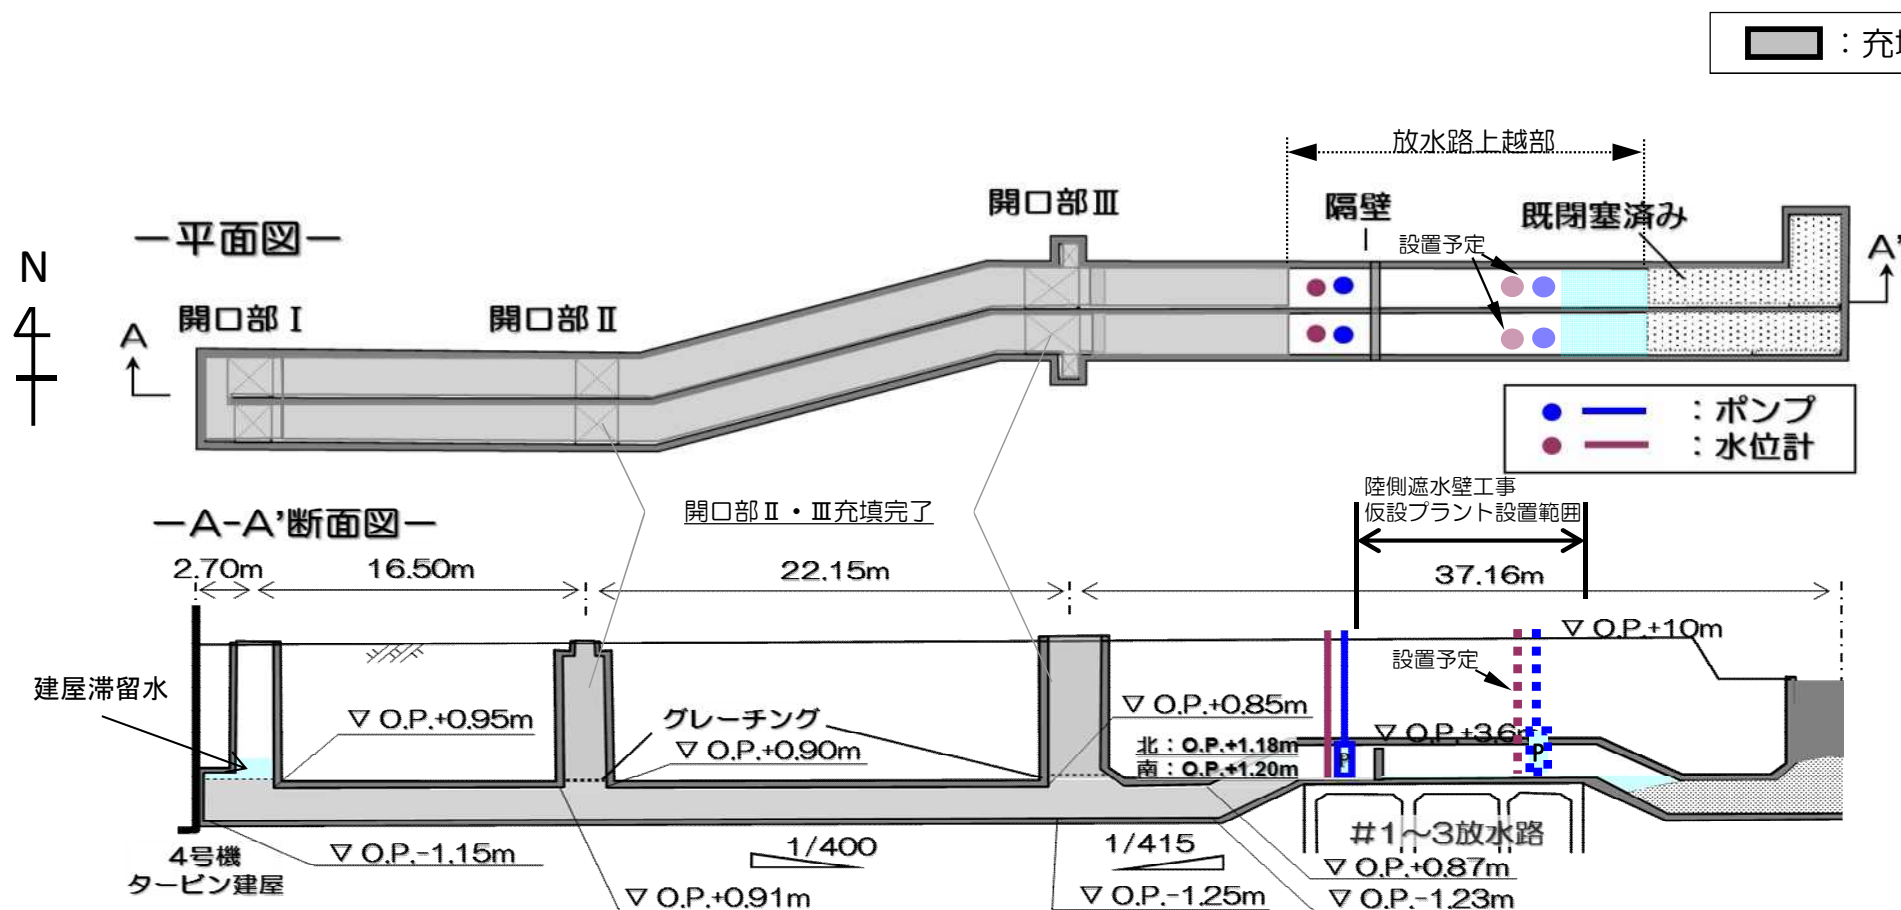 ：充
放水路上越部
開口部Ⅲ
隔壁
既閉塞済み
設置予定
ー平面図ー
N
A
A'
開口部Ⅰ
開口部Ⅱ
：ポンプ
：水位計
開口部Ⅱ・Ⅲ充填完了
陸側遮水壁工事
仮設プラント設置範囲
ーA-A'断面図ー
2.70m
16.50m
22.15m
37.16m
▽ O.P.+10m
設置予定
建屋滞留水
▽ O.P.+0.95m
グレーチング
▽ O.P.+0.90m
▽ O.P.+0.85m
北：O.P.+1.18m
南：O.P.+1.20m
▽ O.P.+3.6
P
P
#1～3放水路
4号機
タービン建屋
▽ O.P.-1.15m
1/400
1/415
▽ O.P.+0.87m
▽ O.P.+0.91m
▽ O.P.-1.25m
▽ O.P.-1.23m